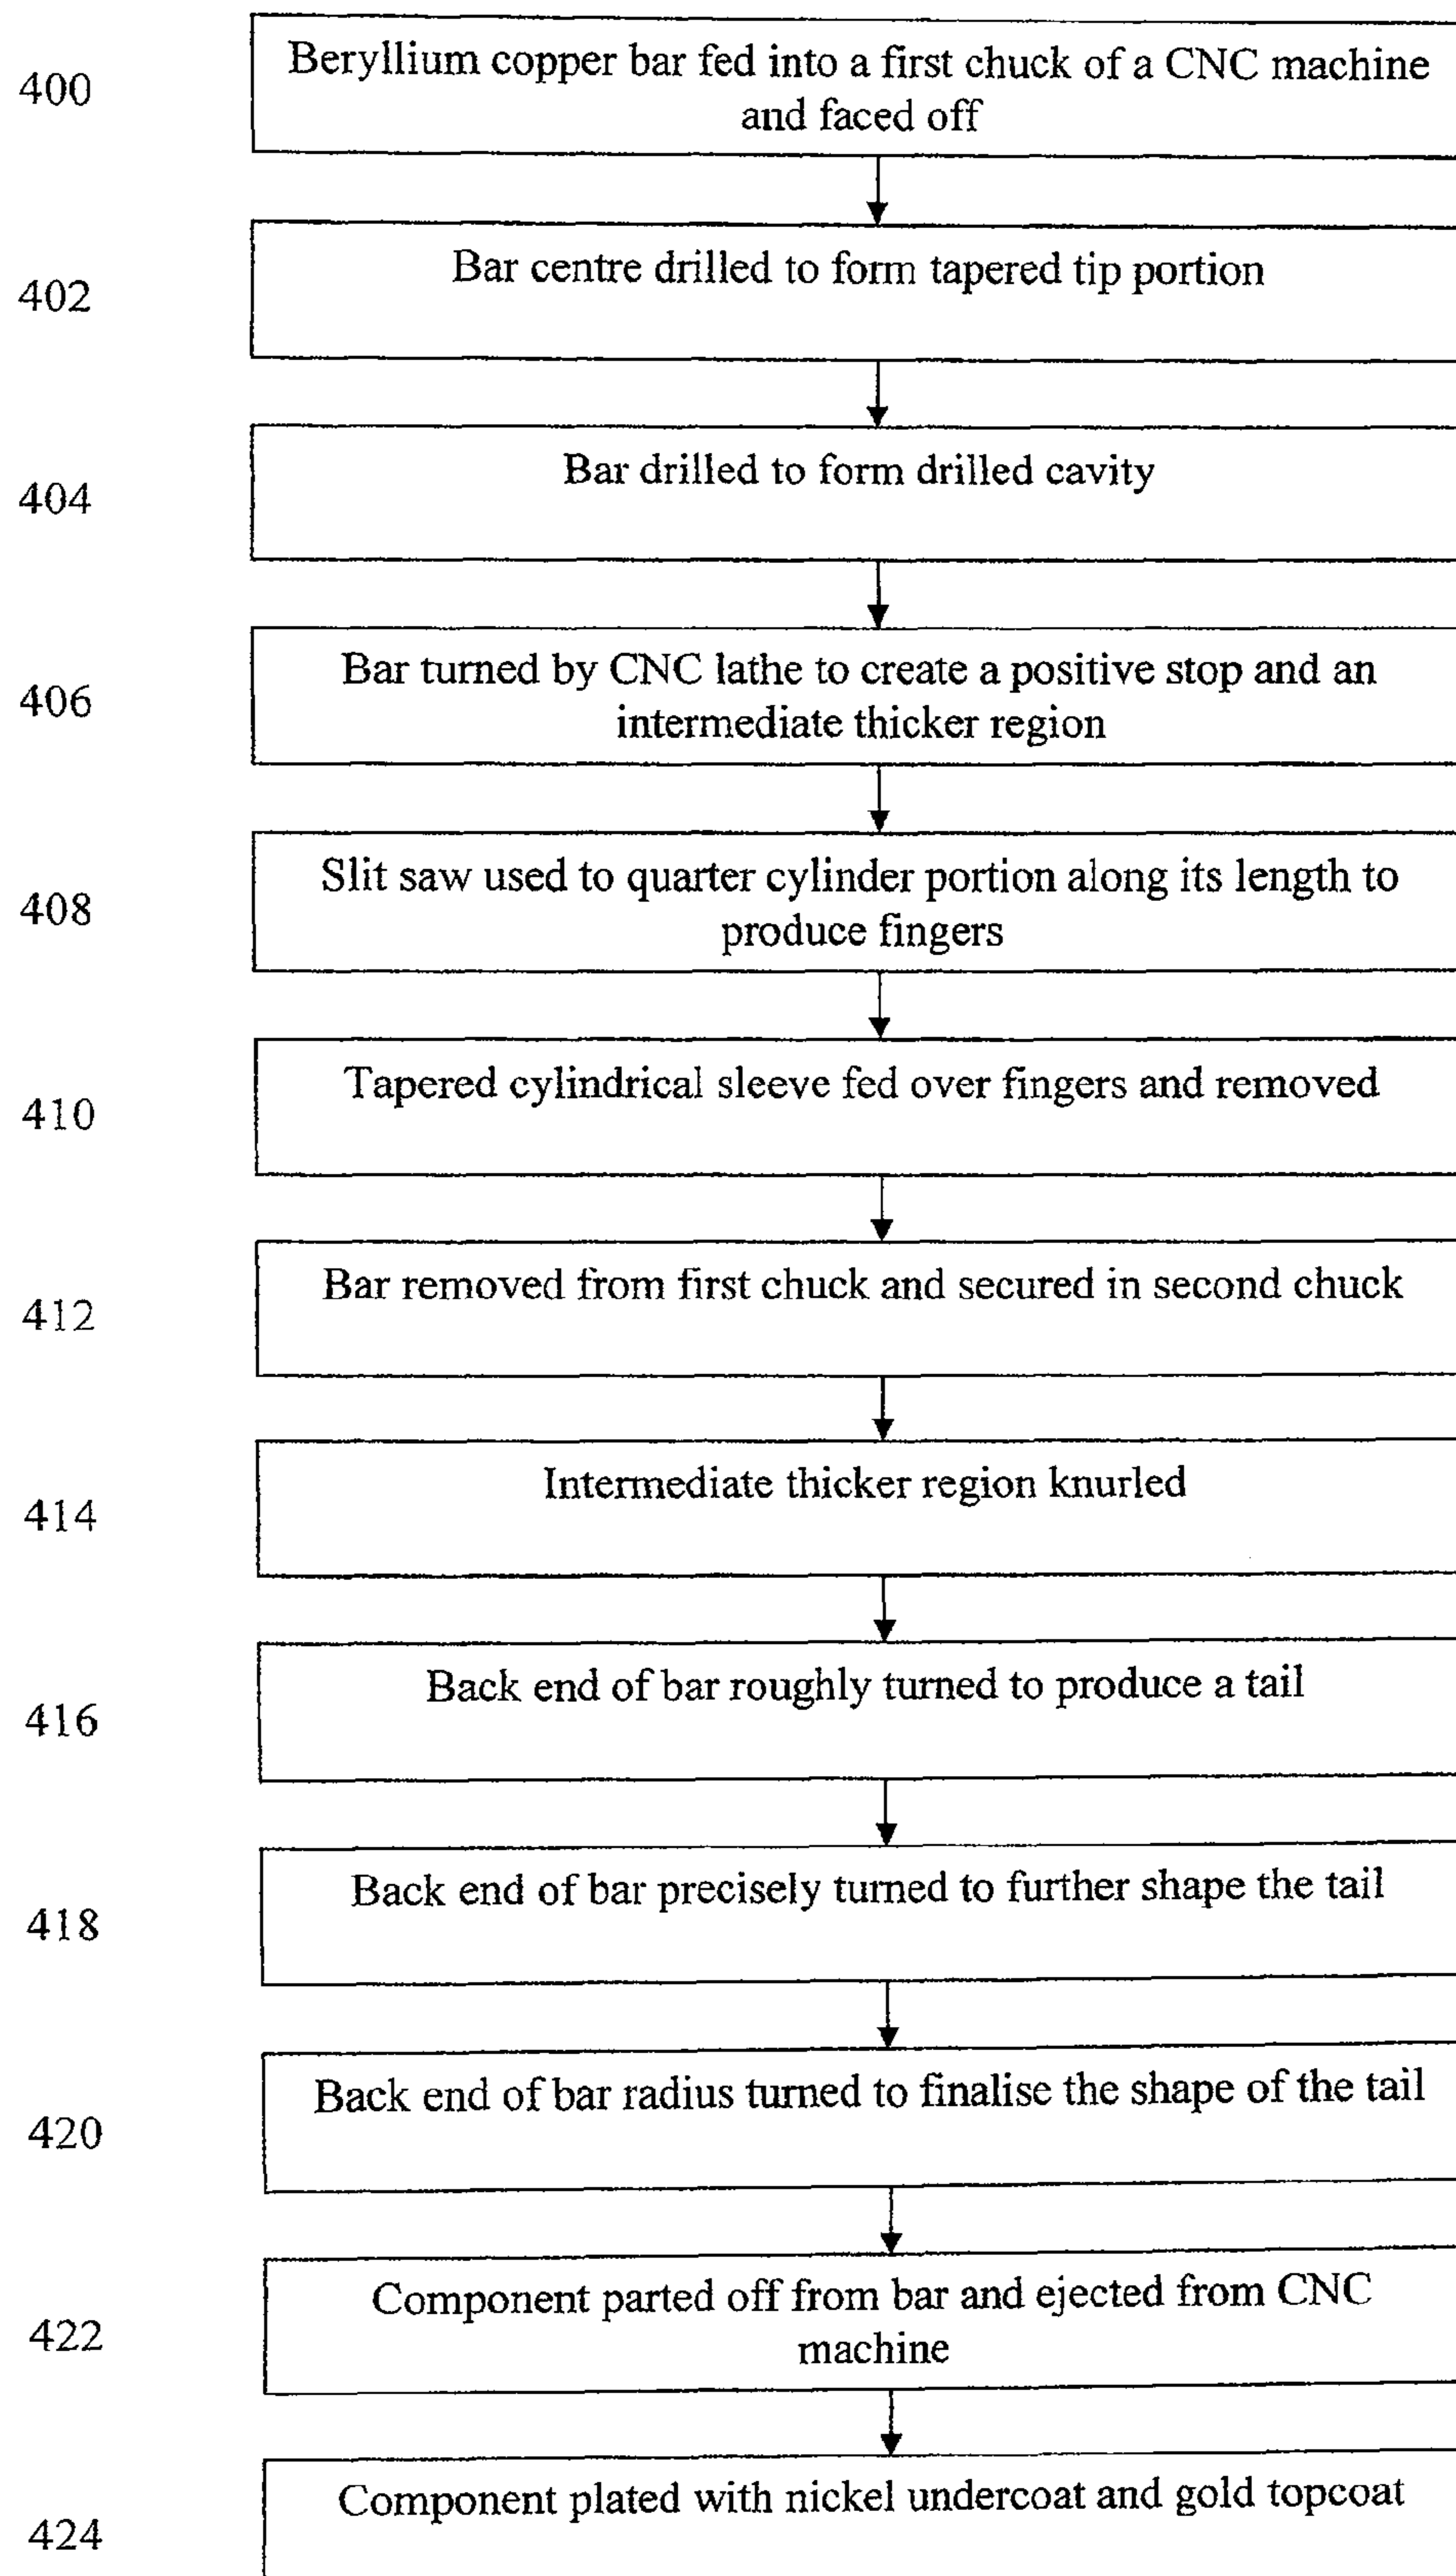 400
Beryllium copper bar fed into a first chuck of a CNC machine
and faced off
402
Bar centre drilled to form tapered tip portion
404
Bar drilled to form drilled cavity
406
Bar turned by CNC lathe to create a positive stop and an
intermediate thicker region
408
Slit saw used to quarter cylinder portion along its length to
produce fingers
410
Tapered cylindrical sleeve fed over fingers and removed
412
Bar removed from first chuck and secured in second chuck
414
Intermediate thicker region knurled
416
Back end of bar roughly turned to produce a tail
418
Back end of bar precisely turned to further shape the tail
420
Back end of bar radius turned to finalise the shape of the tail
422
Component parted off from bar and ejected from CNC
machine
424
Component plated with nickel undercoat and gold topcoat